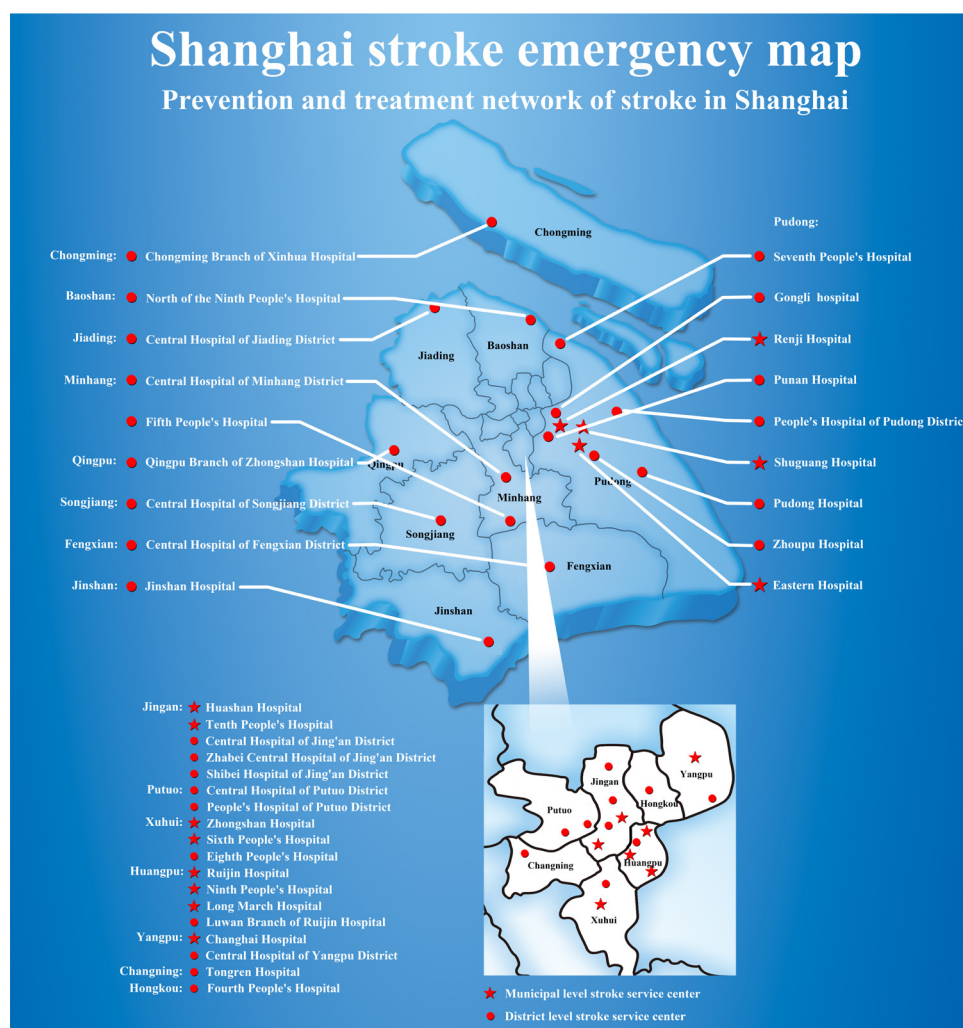 Shanghai stroke emergency map
Prevention and treatment network of stroke in Shanghai
Chongming: Chongming Branch of Xinhua Hospital
Baoshan: North of the Ninth People's Hospital
Jiading: Central Hospital of Jiading District
Minhang: Central Hospital of Minhang District
Fifth People's Hospital
Qingpu: Qingpu Branch of Zhongshan Hospital
Songjiang: Central Hospital of Songjiang District
Fengxian: Central Hospital of Fengxian District
Jinshan: Jinshan Hospital
Chongming
Baoshan
Jiading
Qingpu
Pudong
Minhang
Songjiang
Fengxian
Jinshan
Pudong:
Seventh People's Hospital
Gongli hospital
Renji Hospital
Punan Hospital
People's Hospital of Pudong Distric
Shuguang Hospital
Pudong Hospital
Zhoupu Hospital
Eastern Hospital
Jingan: Huashan Hospital
Tenth People's Hospital
Central Hospital of Jing'an District
Zhabei Central Hospital of Jing'an District
Shibei Hospital of Jing'an District
Putuo: Central Hospital of Putuo District
People's Hospital of Putuo District
Xuhui: Zhongshan Hospital
Sixth People's Hospital
Eighth People's Hospital
Huangpu: Ruijin Hospital
Ninth People's Hospital
Long March Hospital
Luwan Branch of Ruijin Hospital
Yangpu: Changhai Hospital
Central Hospital of Yangpu District
Changning: Tongren Hospital
Hongkou: Fourth People's Hospital
Yangpu
Jingan
Hongkou
Putuo
Changning
Huangpu
Xuhui
Municipal level stroke service center
District level stroke service center